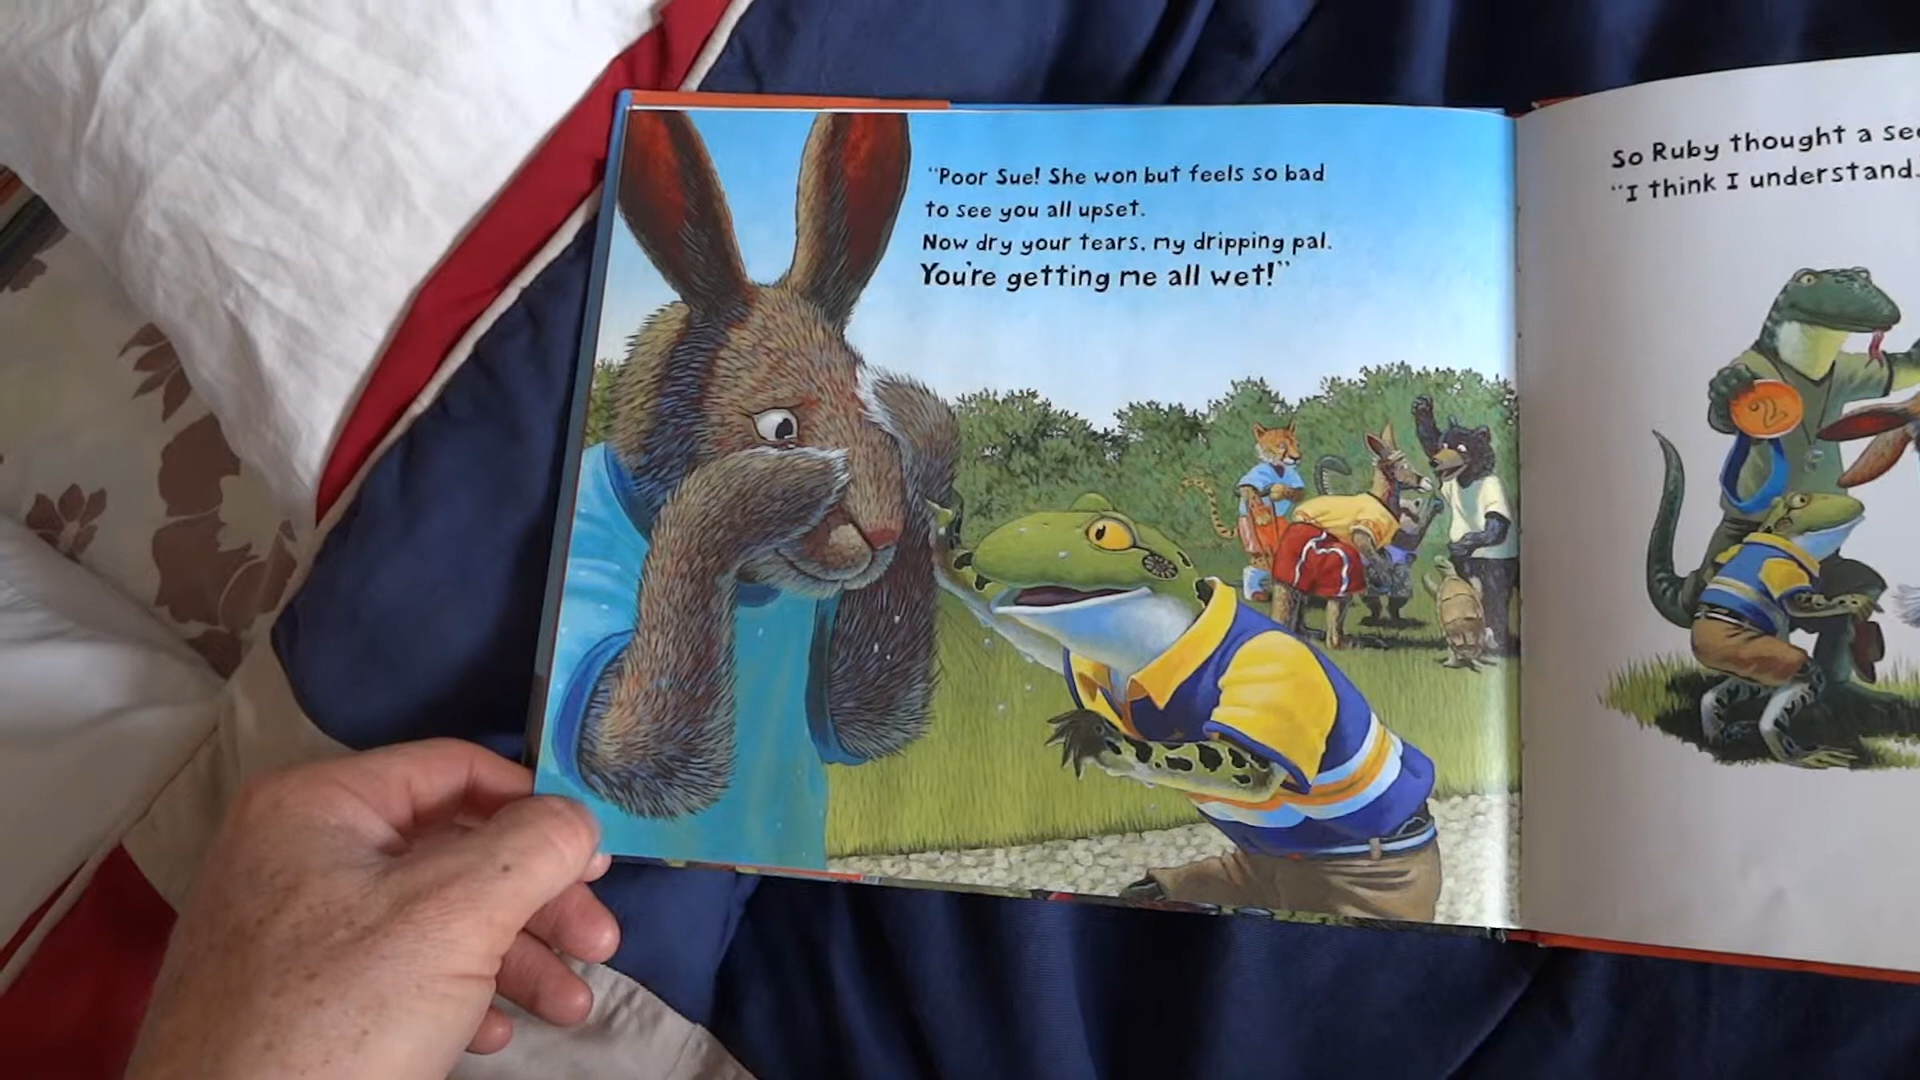 "Poor Sue! She won but feels so bad
to see you all upset.
Now dry your tears, my dripping pal.
You're getting me all wet!"
So Ruby thought a
"I think I understand.
2